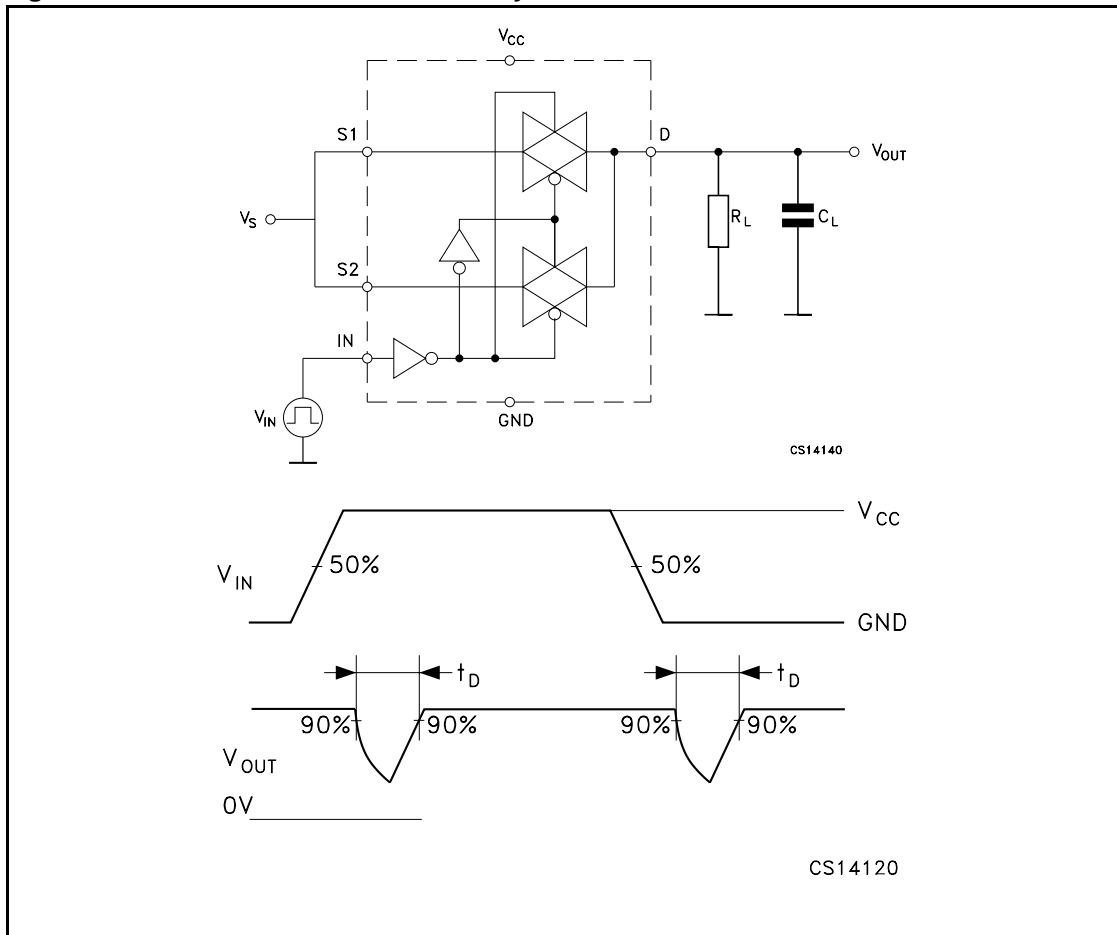 VCC
S1
D
VOUT
VS
RL
CL
S2
IN
VIN
GND
CS14140
VCC
50%
50%
VIN
GND
tD
tD
90%
90%
90%
90%
VOUT
0V
CS14120